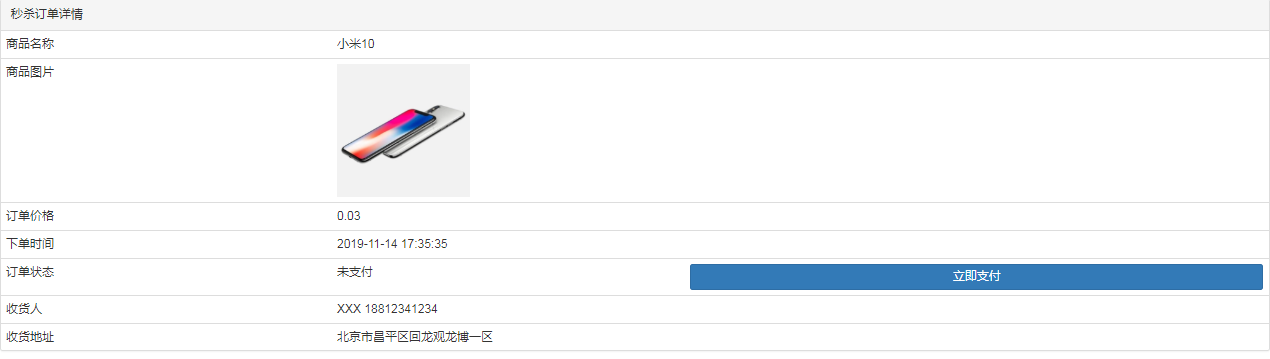 秒杀订单详情
商品名称 小米10
商品图片
订单价格 0.03
下单时间 2019-11-14 17:35:35
订单状态 未支付 立即支付
收货人 XXX 18812341234
收货地址 北京市昌平区回龙观龙博一区